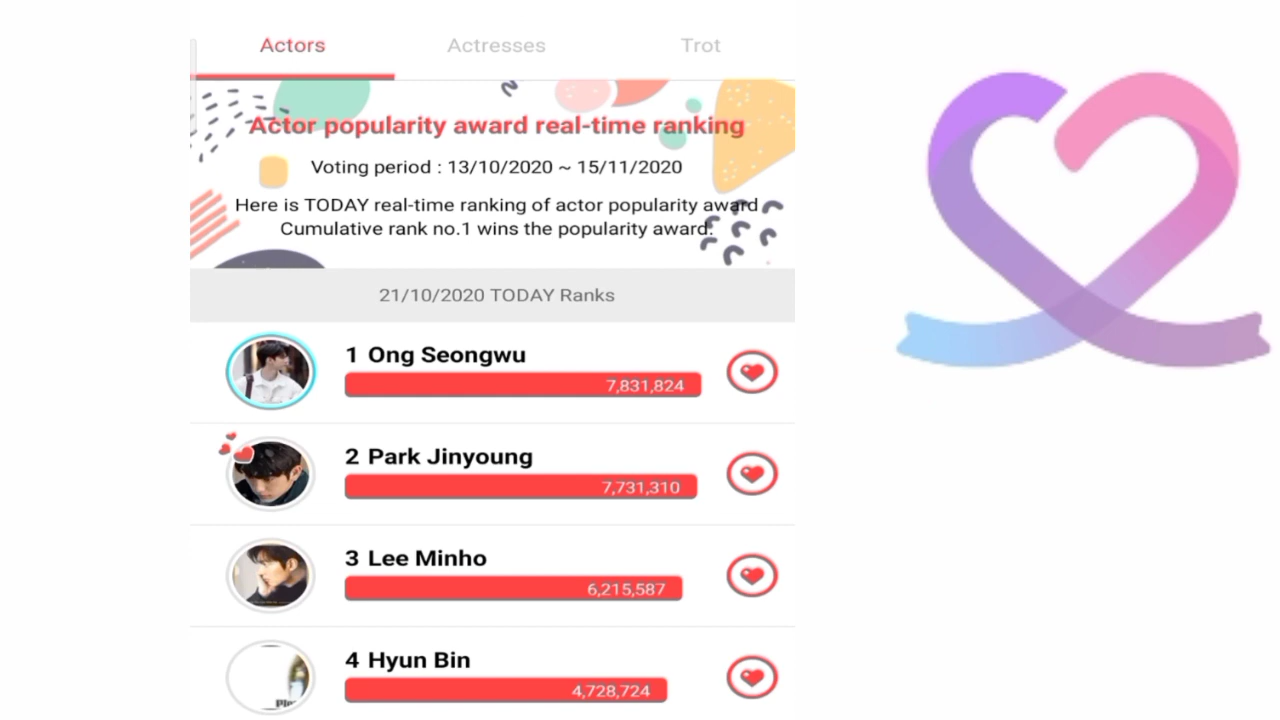 Actors Actresses Trot
Actor popularity award real-time ranking
Voting period : 13/10/2020 ~ 15/11/2020
Here is TODAY real-time ranking of actor popularity award
Cumulative rank no.1 wins the popularity award.
21/10/2020 TODAY Ranks
1 Ong Seongwu
7,831,824
2 Park Jinyoung
7,731,310
3 Lee Minho
6,215,587
4 Hyun Bin
4,728,724